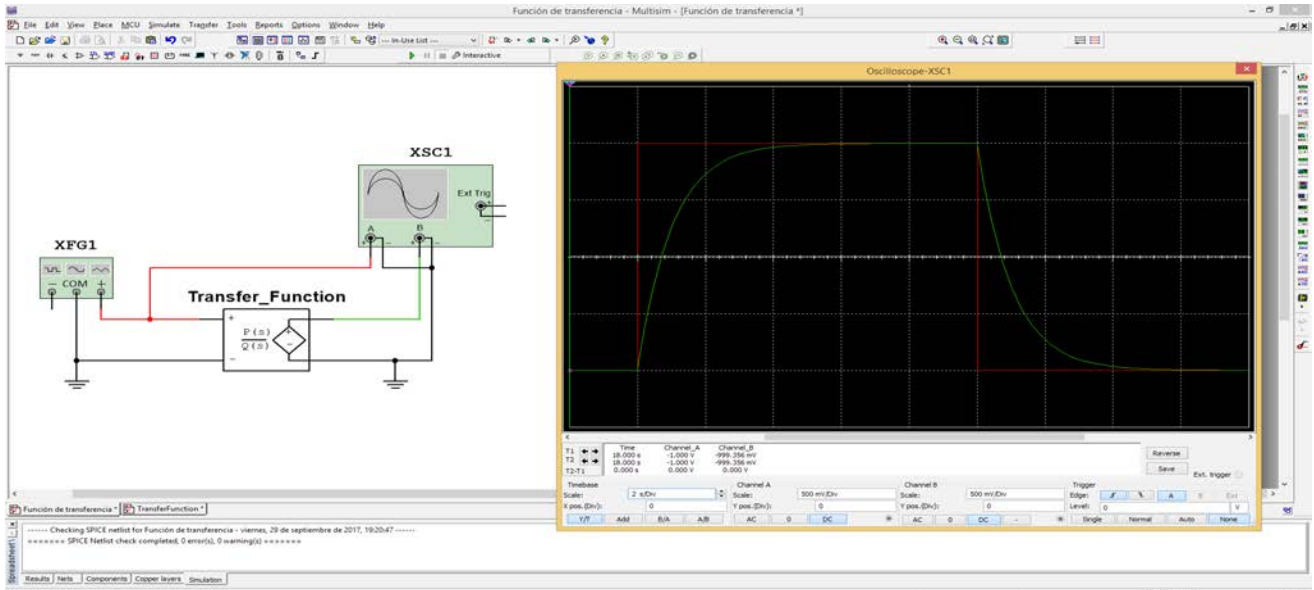 Función de transferencia - Multisim - [Función de transferencia *]
File Edit View Place MCU Simulate Transfer Tools Reports Options Window Help
--- In-Use List ---
Interactive
Oscilloscope-XSC1
XSC1
Ext Trig
A B
XFG1
COM
Transfer_Function
P(s)
Q(s)
Time Channel_A Channel_B
T1 18.000 s -1.000 V -999.356 mV
T2 18.000 s -1.000 V -999.356 mV
T2-T1 0.000 s 0.000 V 0.000 V
Reverse
Save
Ext. trigger
Timebase Channel A Channel B Trigger
Scale: 2 s/Div Scale: 500 mV/Div Scale: 500 mV/Div Edge: A B Ext
X pos.(Div): 0 Y pos.(Div): 0 Y pos.(Div): 0 Level: 0 V
Y/T Add B/A A/B AC 0 DC AC 0 DC - Single Normal Auto None
Función de transferencia * TransferFunction *
------ Checking SPICE netlist for Función de transferencia - viernes, 29 de septiembre de 2017, 19:20:47 ------
======= SPICE Netlist check completed, 0 error(s), 0 warning(s) =======
Spreadsheet
Results Nets Components Copper layers Simulation